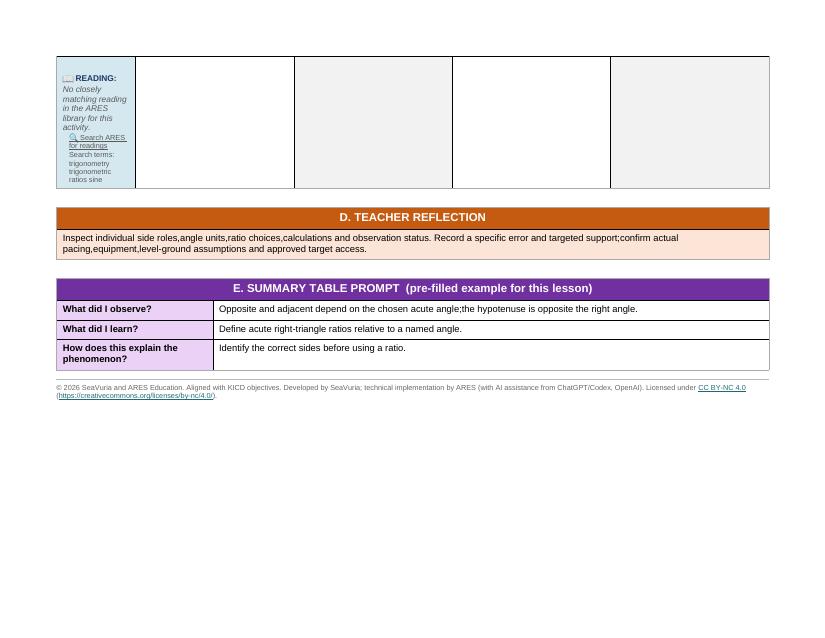 📖 READING:
No closely
matching reading
in the ARES
library for this
activity.
🔍 Search ARES
for readings
Search terms:
trigonometry
trigonometric
ratios sine
D. TEACHER REFLECTION
Inspect individual side roles,angle units,ratio choices,calculations and observation status. Record a specific error and targeted support;confirm actual
pacing,equipment,level-ground assumptions and approved target access.
E. SUMMARY TABLE PROMPT (pre-filled example for this lesson)
What did I observe? Opposite and adjacent depend on the chosen acute angle;the hypotenuse is opposite the right angle.
What did I learn? Define acute right-triangle ratios relative to a named angle.
How does this explain the Identify the correct sides before using a ratio.
phenomenon?
© 2026 SeaVuria and ARES Education. Aligned with KICD objectives. Developed by SeaVuria; technical implementation by ARES (with AI assistance from ChatGPT/Codex, OpenAI). Licensed under CC BY-NC 4.0
(https://creativecommons.org/licenses/by-nc/4.0/).